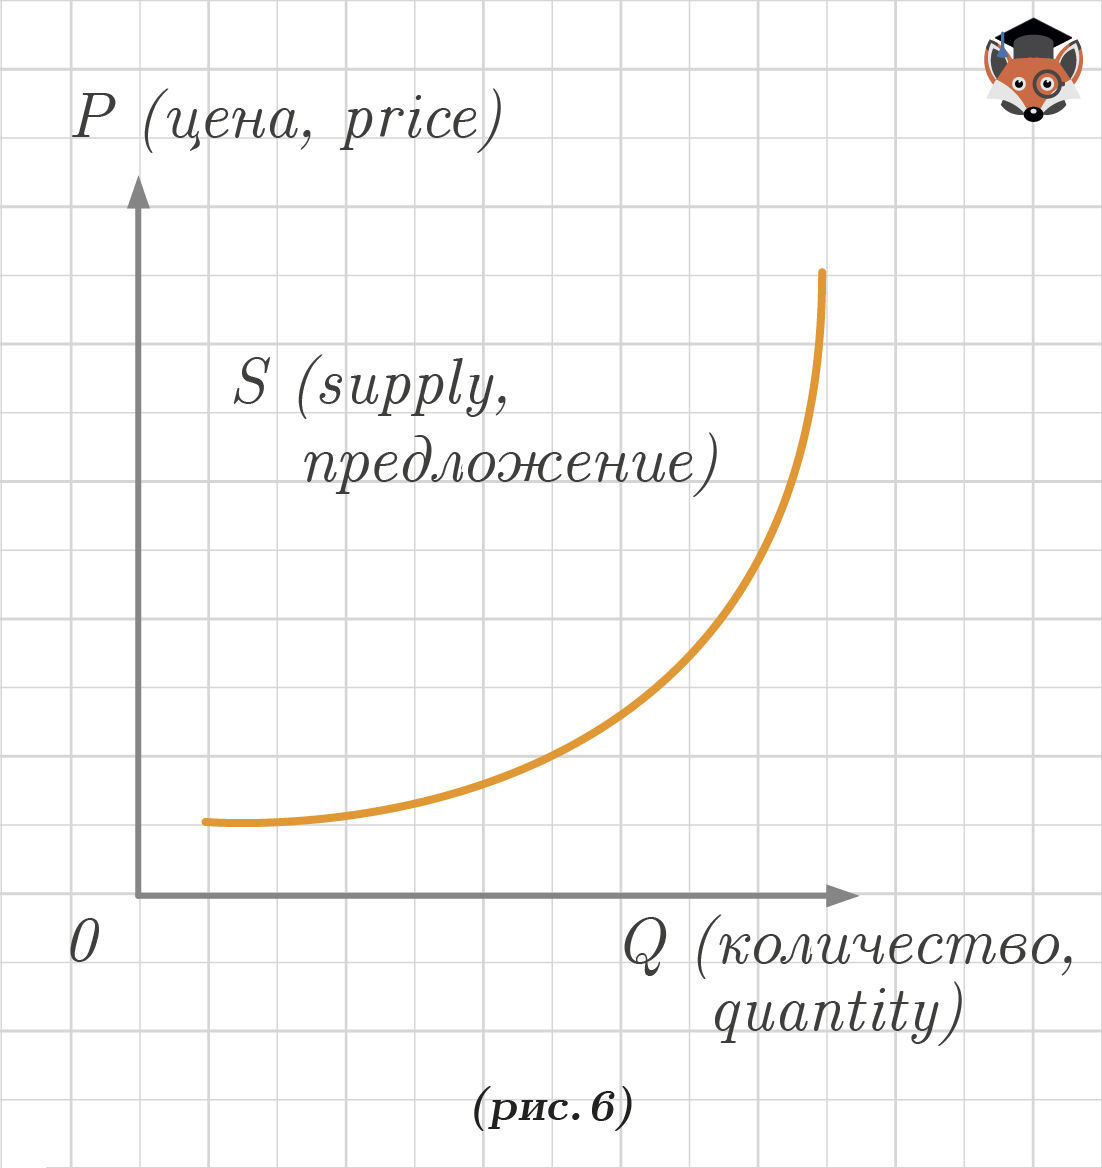 P (цена, price)
S (supply,
предложение)
0
Q (количество,
quantity)
(рис. 6)